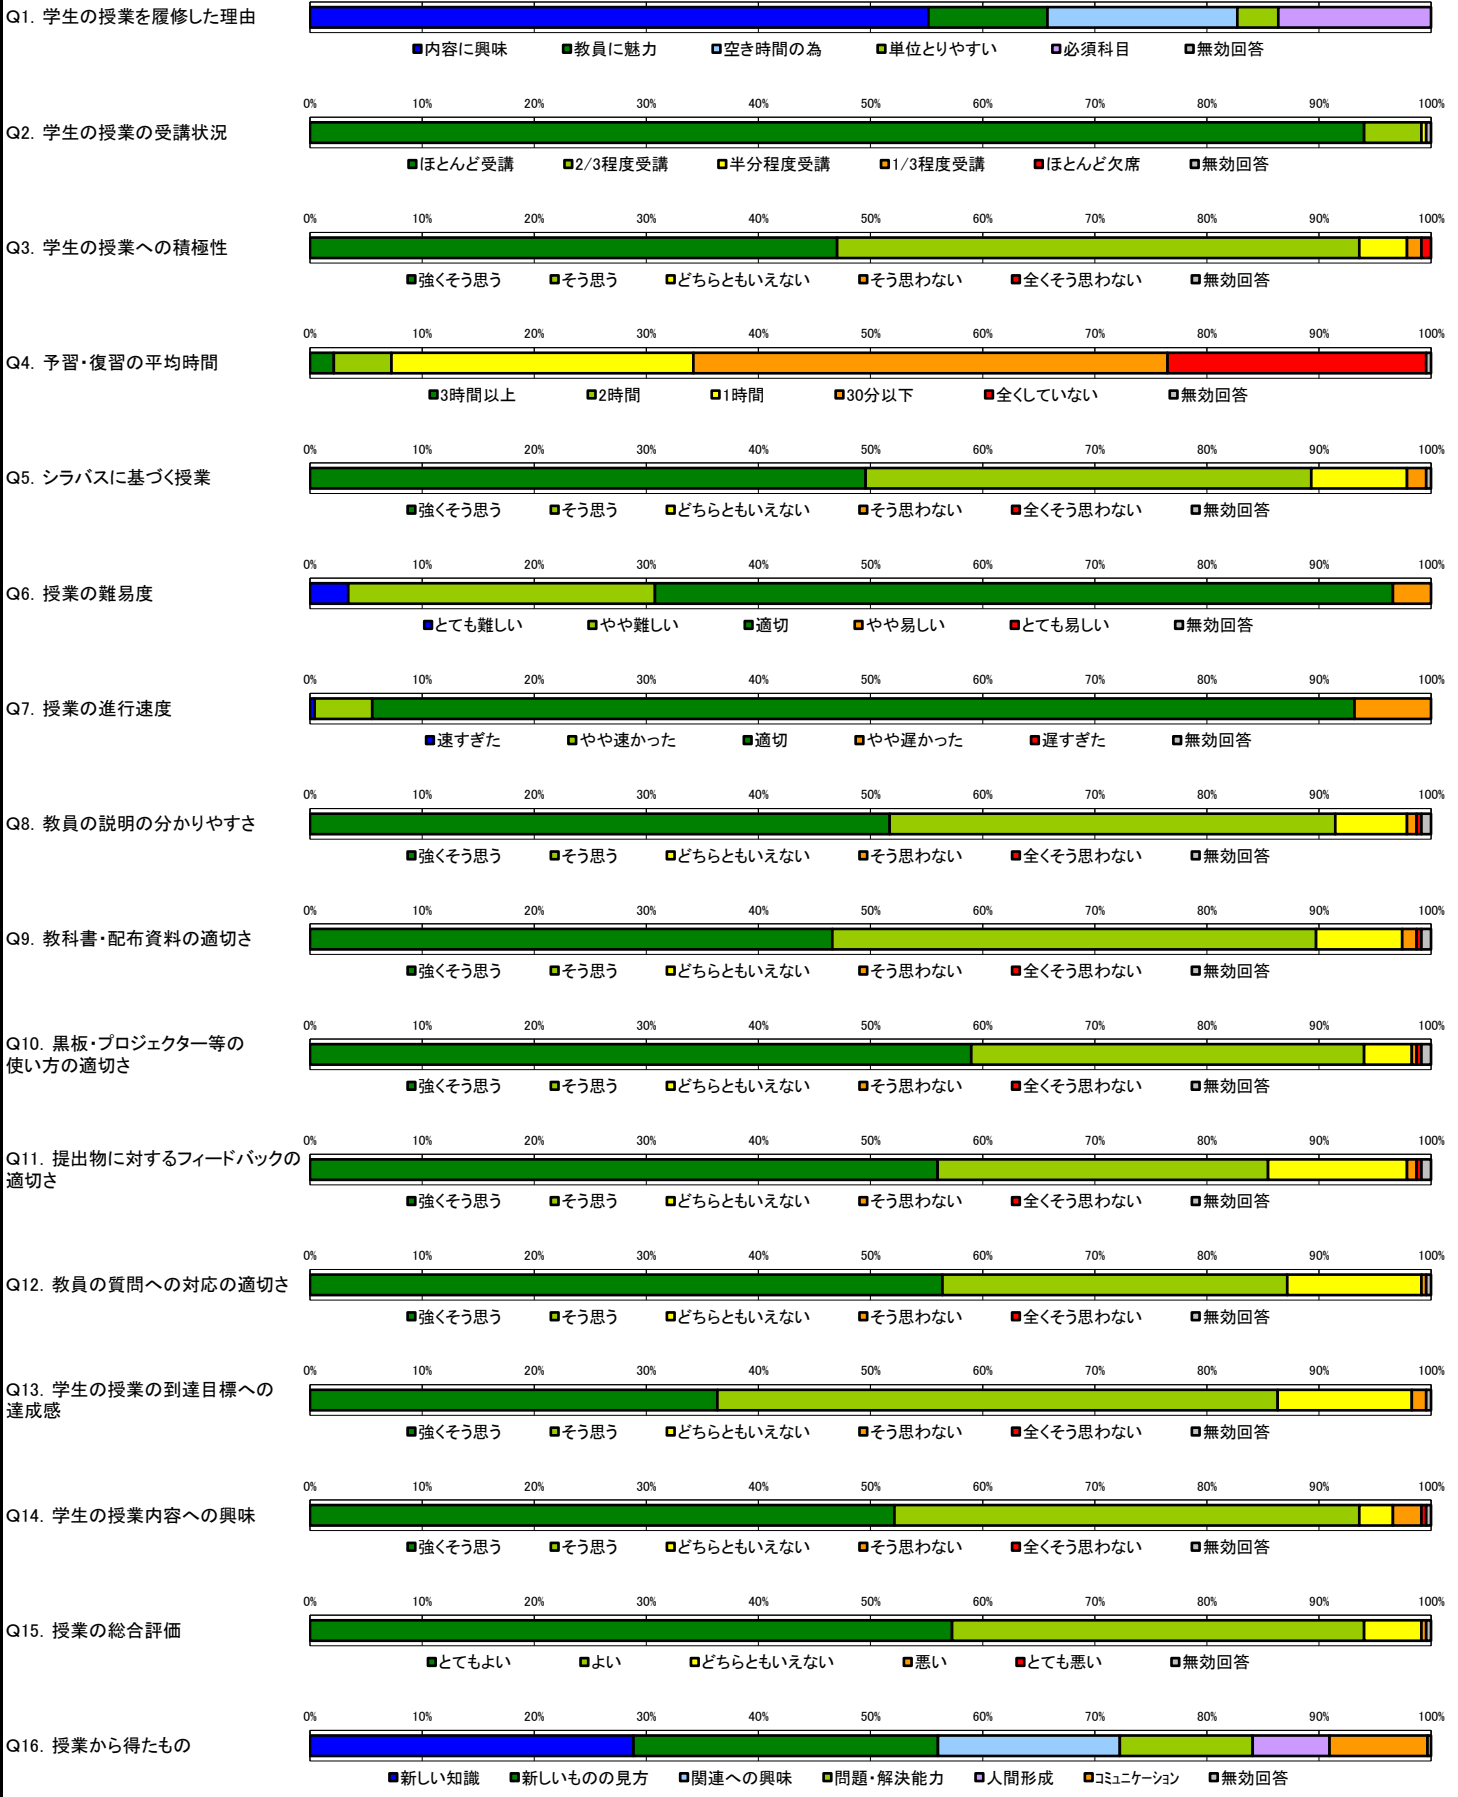 Q1. 学生の授業を履修した理由
内容に興味 教員に魅力 空き時間の為 単位とりやすい 必須科目 無効回答
0% 10% 20% 30% 40% 50% 60% 70% 80% 90% 100%
Q2. 学生の授業の受講状況
ほとんど受講 2/3程度受講 半分程度受講 1/3程度受講 ほとんど欠席 無効回答
0% 10% 20% 30% 40% 50% 60% 70% 80% 90% 100%
Q3. 学生の授業への積極性
強くそう思う そう思う どちらともいえない そう思わない 全くそう思わない 無効回答
0% 10% 20% 30% 40% 50% 60% 70% 80% 90% 100%
Q4. 予習・復習の平均時間
3時間以上 2時間 1時間 30分以下 全くしていない 無効回答
0% 10% 20% 30% 40% 50% 60% 70% 80% 90% 100%
Q5. シラバスに基づく授業
強くそう思う そう思う どちらともいえない そう思わない 全くそう思わない 無効回答
0% 10% 20% 30% 40% 50% 60% 70% 80% 90% 100%
Q6. 授業の難易度
とても難しい やや難しい 適切 やや易しい とても易しい 無効回答
0% 10% 20% 30% 40% 50% 60% 70% 80% 90% 100%
Q7. 授業の進行速度
速すぎた やや速かった 適切 やや遅かった 遅すぎた 無効回答
0% 10% 20% 30% 40% 50% 60% 70% 80% 90% 100%
Q8. 教員の説明の分かりやすさ
強くそう思う そう思う どちらともいえない そう思わない 全くそう思わない 無効回答
0% 10% 20% 30% 40% 50% 60% 70% 80% 90% 100%
Q9. 教科書・配布資料の適切さ
強くそう思う そう思う どちらともいえない そう思わない 全くそう思わない 無効回答
0% 10% 20% 30% 40% 50% 60% 70% 80% 90% 100%
Q10. 黒板・プロジェクター等の
使い方の適切さ
強くそう思う そう思う どちらともいえない そう思わない 全くそう思わない 無効回答
0% 10% 20% 30% 40% 50% 60% 70% 80% 90% 100%
Q11. 提出物に対するフィードバックの
適切さ
強くそう思う そう思う どちらともいえない そう思わない 全くそう思わない 無効回答
0% 10% 20% 30% 40% 50% 60% 70% 80% 90% 100%
Q12. 教員の質問への対応の適切さ
強くそう思う そう思う どちらともいえない そう思わない 全くそう思わない 無効回答
0% 10% 20% 30% 40% 50% 60% 70% 80% 90% 100%
Q13. 学生の授業の到達目標への
達成感
強くそう思う そう思う どちらともいえない そう思わない 全くそう思わない 無効回答
0% 10% 20% 30% 40% 50% 60% 70% 80% 90% 100%
Q14. 学生の授業内容への興味
強くそう思う そう思う どちらともいえない そう思わない 全くそう思わない 無効回答
0% 10% 20% 30% 40% 50% 60% 70% 80% 90% 100%
Q15. 授業の総合評価
とてもよい よい どちらともいえない 悪い とても悪い 無効回答
0% 10% 20% 30% 40% 50% 60% 70% 80% 90% 100%
Q16. 授業から得たもの
新しい知識 新しいものの見方 関連への興味 問題・解決能力 人間形成 ｺﾐｭﾆｹｰｼｮﾝ 無効回答